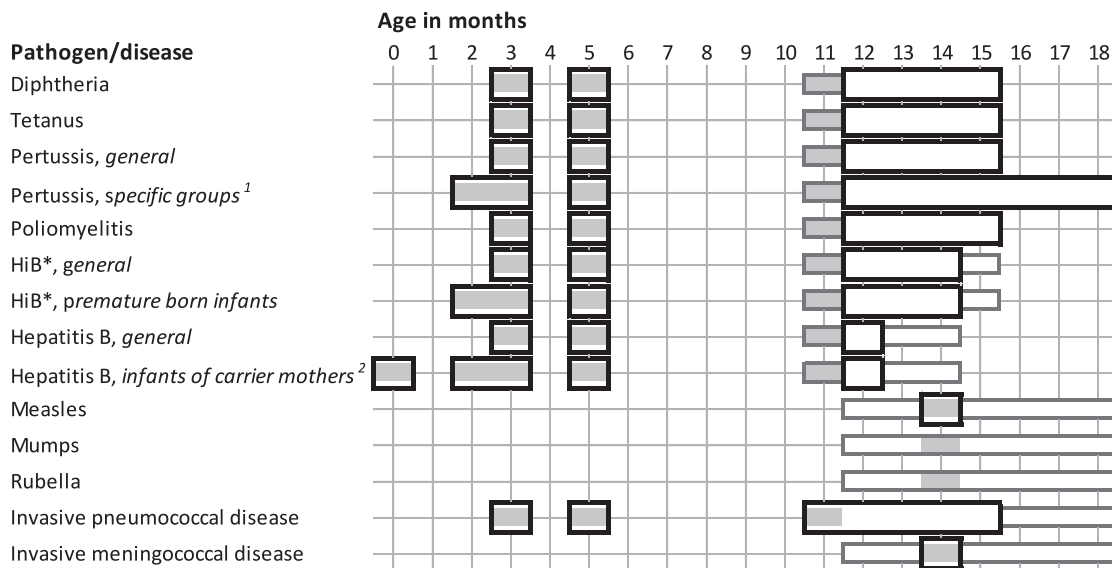 Age in months
Pathogen/disease 0 1 2 3 4 5 6 7 8 9 10 11 12 13 14 15 16 17 18
Diphtheria
Tetanus
Pertussis, general
Pertussis, specific groups 1
Poliomyelitis
HiB*, general
HiB*, premature born infants
Hepatitis B, general
Hepatitis B, infants of carrier mothers 2
Measles
Mumps
Rubella
Invasive pneumococcal disease
Invasive meningococcal disease